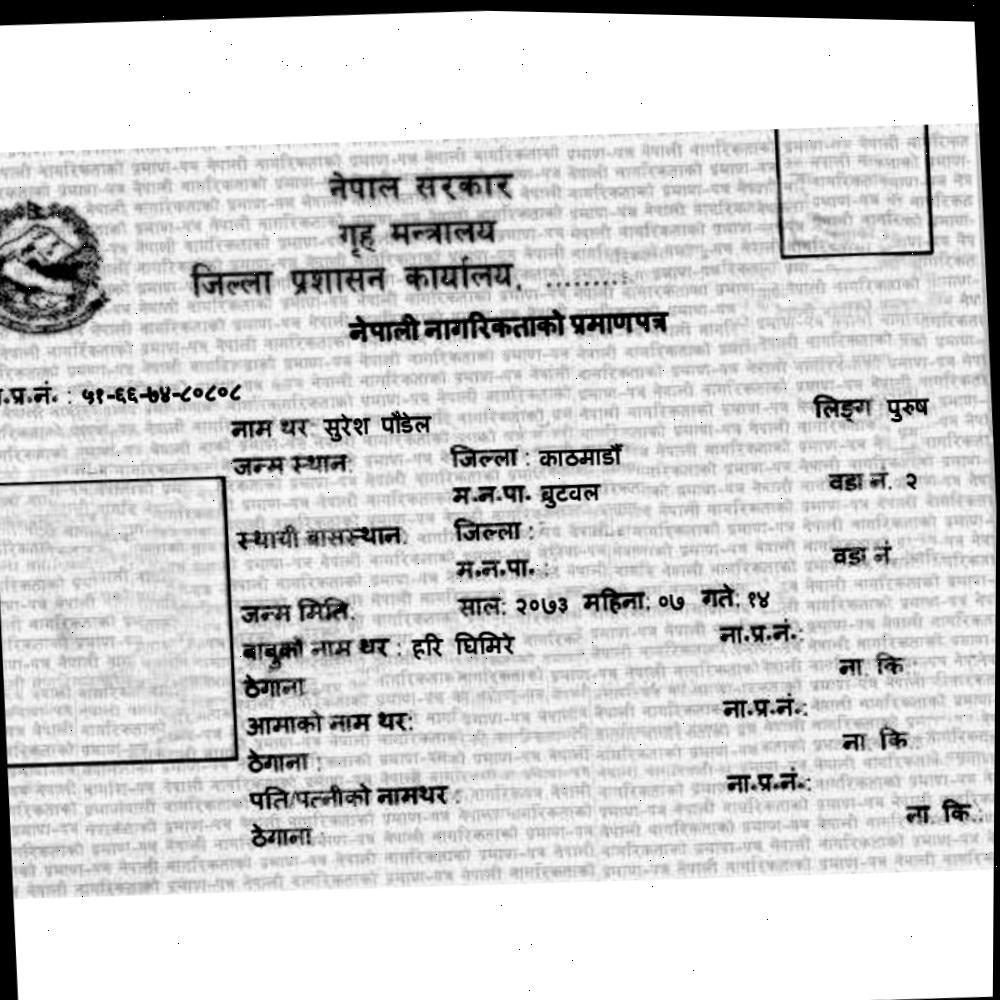 नेपाल सरकार
गृह मन्त्रालय
जिल्ला प्रशासन कार्यालय, .........
नेपाली नागरिकताको प्रमाणपत्र
.प्र.नं. : ५१-६६-७४-८०८०८
लिङ्ग पुरुष
नाम थर सुरेश पौडेल
जन्म स्थान: जिल्ला : काठमाडौं
म.न.पा. बुटवल वडा नं. २
स्थायी बासस्थान: जिल्ला :
म.न.पा. : वडा नं
जन्म मिति: साल: २०७३ महिना: ०७ गते: १४
बाबुको नाम थर : हरि घिमिरे ना.प्र.नं.:
ठेगाना ना. कि :
आमाको नाम थर: ना.प्र.नं.:
ठेगाना : ना. कि :
पति/पत्नीको नामथर : ना.प्र.नं.:
ठेगाना : ना. कि.: